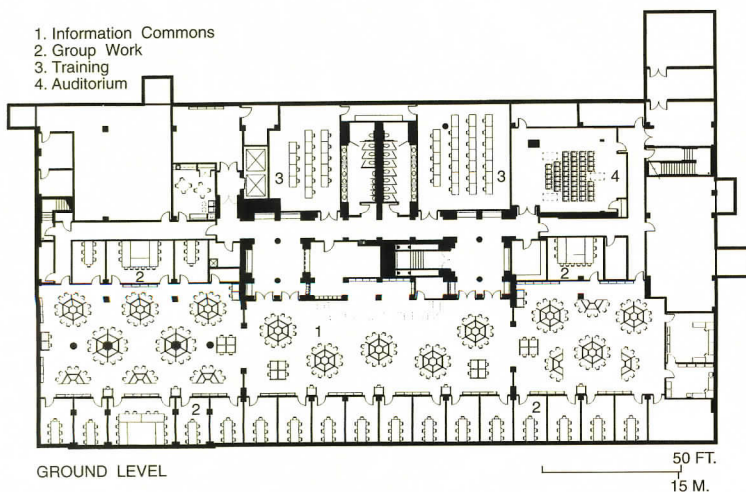 1. Information Commons
2. Group Work
3. Training
4. Auditorium
3
3
4
2
2
1
2
2
GROUND LEVEL
50 FT.
15 M.